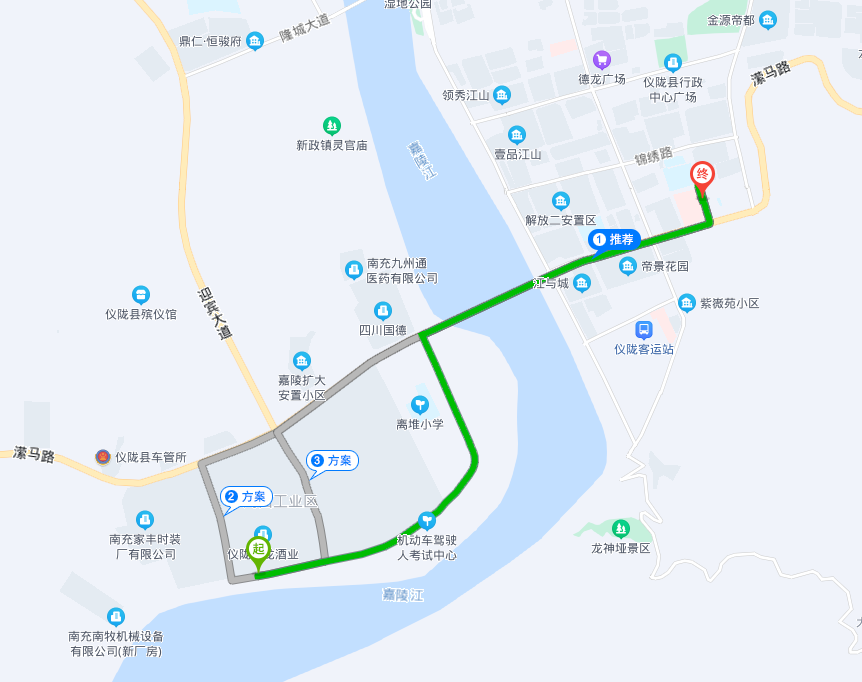 湿地公园
金源帝都
隆城大道
鼎仁·恒骏府
德龙广场
漾马路
仪陇县行政
中心广场
领秀江山
新政镇灵官庙
嘉陵江
壹品江山
锦绣路
终
解放二安置区
1 推荐
南充九州通
医药有限公司
帝景花园
江与城
仪陇县殡仪馆
迎宾大道
紫薇苑小区
四川国德
仪陇客运站
嘉陵扩大
安置小区
离堆小学
漾马路
仪陇县车管所
3 方案
2 方案
工业区
机动车驾驶
人考试中心
南充家丰时装
厂有限公司
起
仪陇
龙酒业
龙神垭景区
嘉陵江
南充南牧机械设备
有限公司(新厂房)